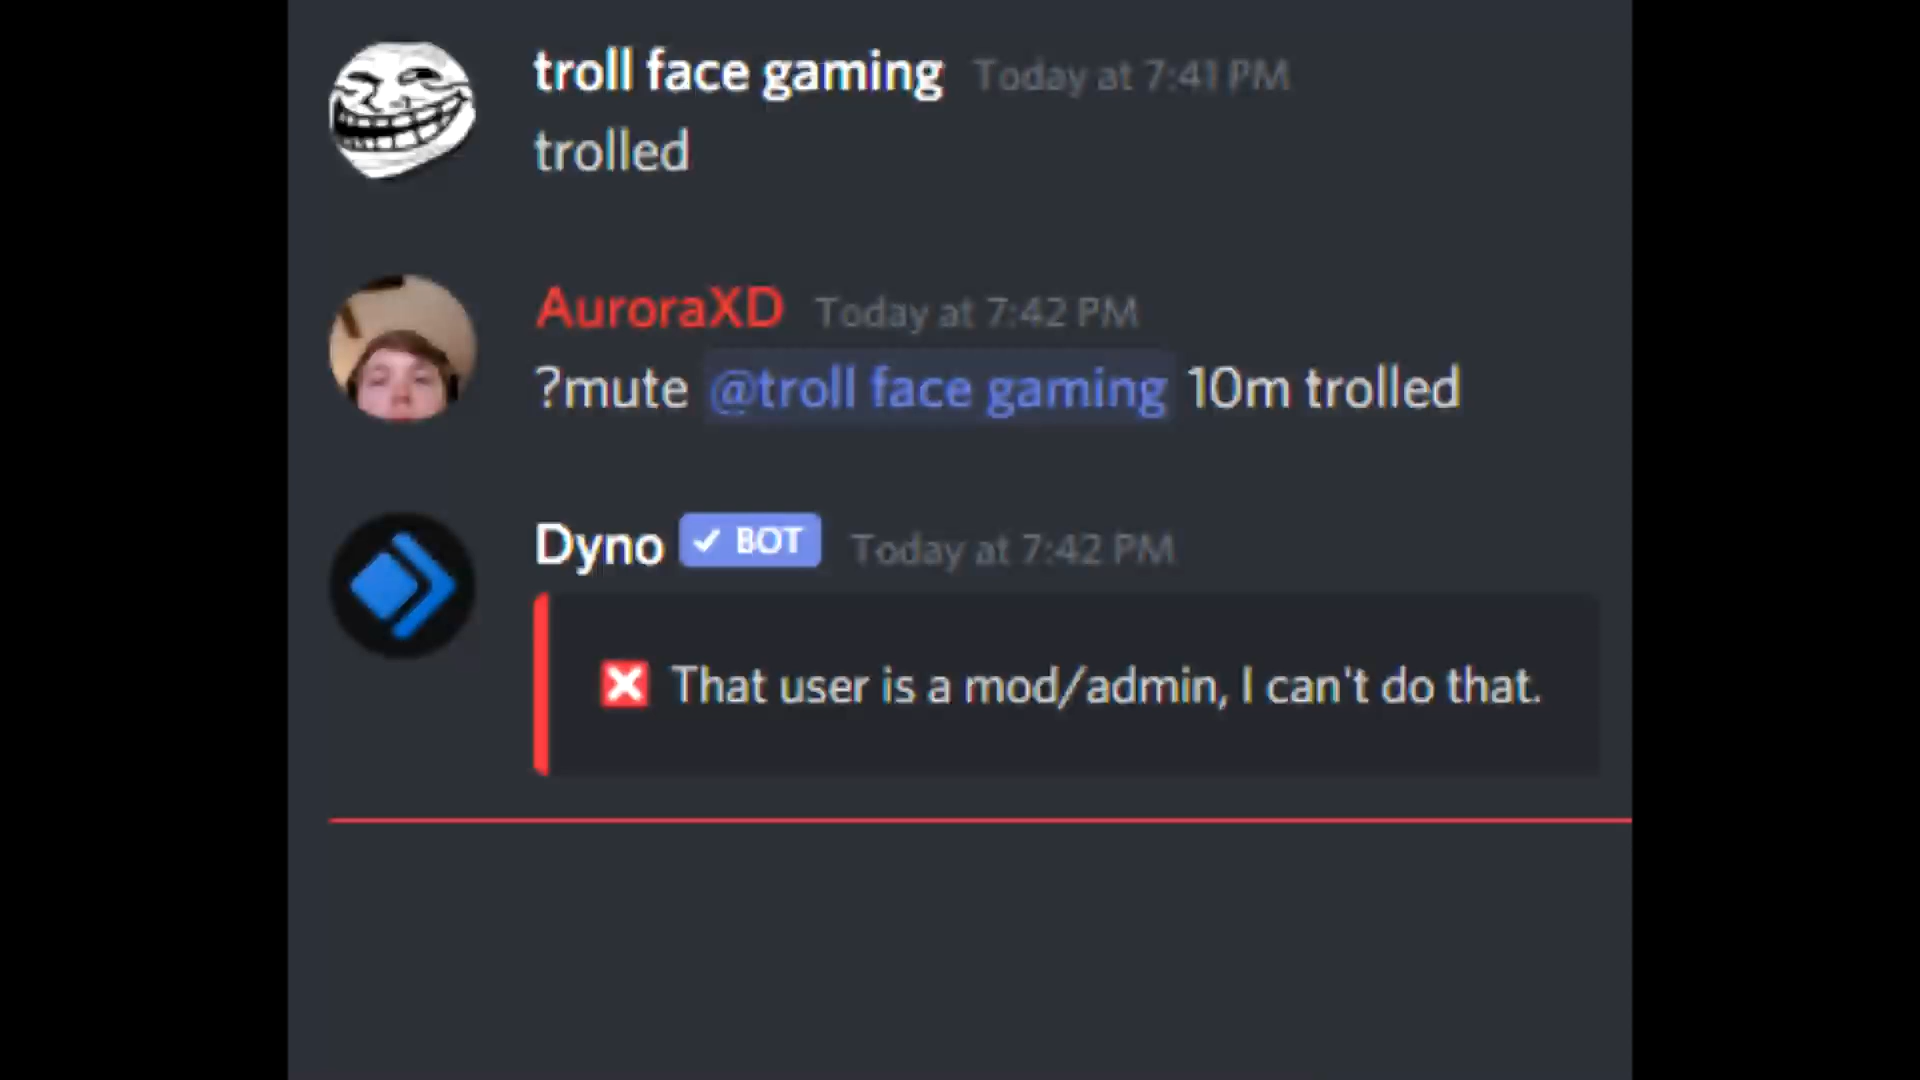 troll face gaming Today at 7:41 PM
trolled
AuroraXD Today at 7:42 PM
?mute @troll face gaming 10m trolled
Dyno ✓ BOT Today at 7:42 PM
❌ That user is a mod/admin, I can't do that.